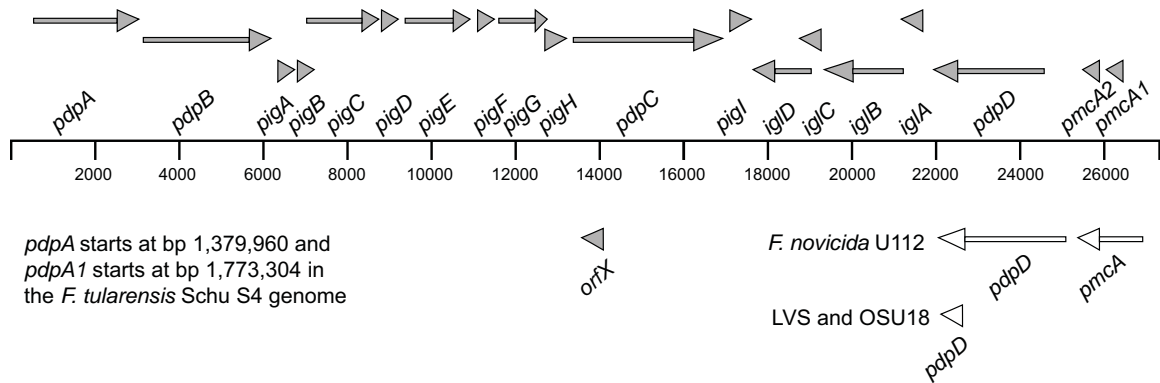 pdpA pdpB pigA pigB pigC pigD pigE pigF pigG pigH pdpC pigI iglD iglC iglB iglA pdpD pmcA2 pmcA1
2000 4000 6000 8000 10000 12000 14000 16000 18000 20000 22000 24000 26000
pdpA starts at bp 1,379,960 and
pdpA1 starts at bp 1,773,304 in
the F. tularensis Schu S4 genome
orfX
F. novicida U112
pdpD pmcA
LVS and OSU18
pdpD